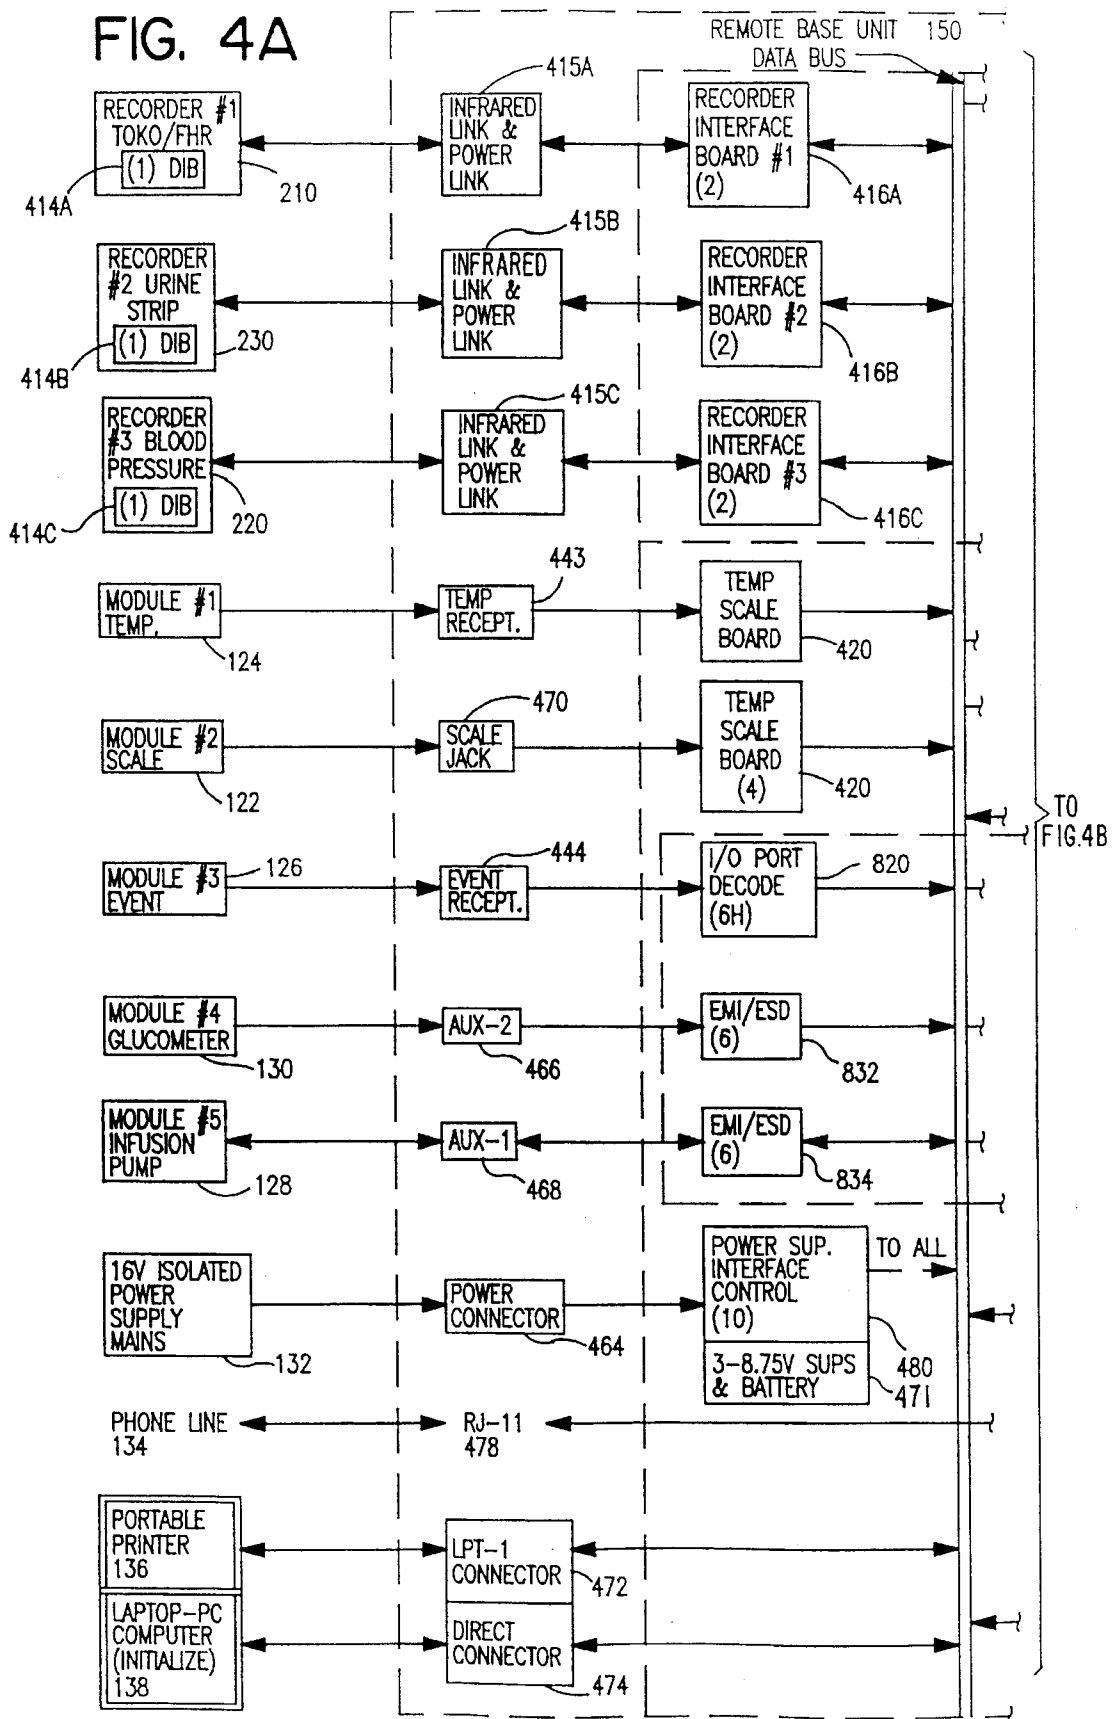 FIG. 4A
REMOTE BASE UNIT 150
DATA BUS
415A
RECORDER #1
TOKO/FHR
(1) DIB
414A
210
INFRARED
LINK &
POWER
LINK
RECORDER
INTERFACE
BOARD #1
(2)
416A
415B
RECORDER
#2 URINE
STRIP
(1) DIB
414B
230
INFRARED
LINK &
POWER
LINK
RECORDER
INTERFACE
BOARD #2
(2)
416B
415C
RECORDER
#3 BLOOD
PRESSURE
(1) DIB
414C
220
INFRARED
LINK &
POWER
LINK
RECORDER
INTERFACE
BOARD #3
(2)
416C
MODULE #1
TEMP.
124
443
TEMP
RECEPT.
TEMP
SCALE
BOARD
420
MODULE #2
SCALE
122
470
SCALE
JACK
TEMP
SCALE
BOARD
(4)
420
TO
FIG.4B
MODULE #3
EVENT
126
444
EVENT
RECEPT.
I/O PORT
DECODE
(6H)
820
MODULE #4
GLUCOMETER
130
AUX-2
466
EMI/ESD
(6)
832
MODULE #5
INFUSION
PUMP
128
AUX-1
468
EMI/ESD
(6)
834
16V ISOLATED
POWER
SUPPLY
MAINS
132
POWER
CONNECTOR
464
POWER SUP.
INTERFACE
CONTROL
(10)
TO ALL
480
3-8.75V SUPS
& BATTERY
471
PHONE LINE
134
RJ-11
478
PORTABLE
PRINTER
136
LPT-1
CONNECTOR
472
LAPTOP-PC
COMPUTER
(INITIALIZE)
138
DIRECT
CONNECTOR
474